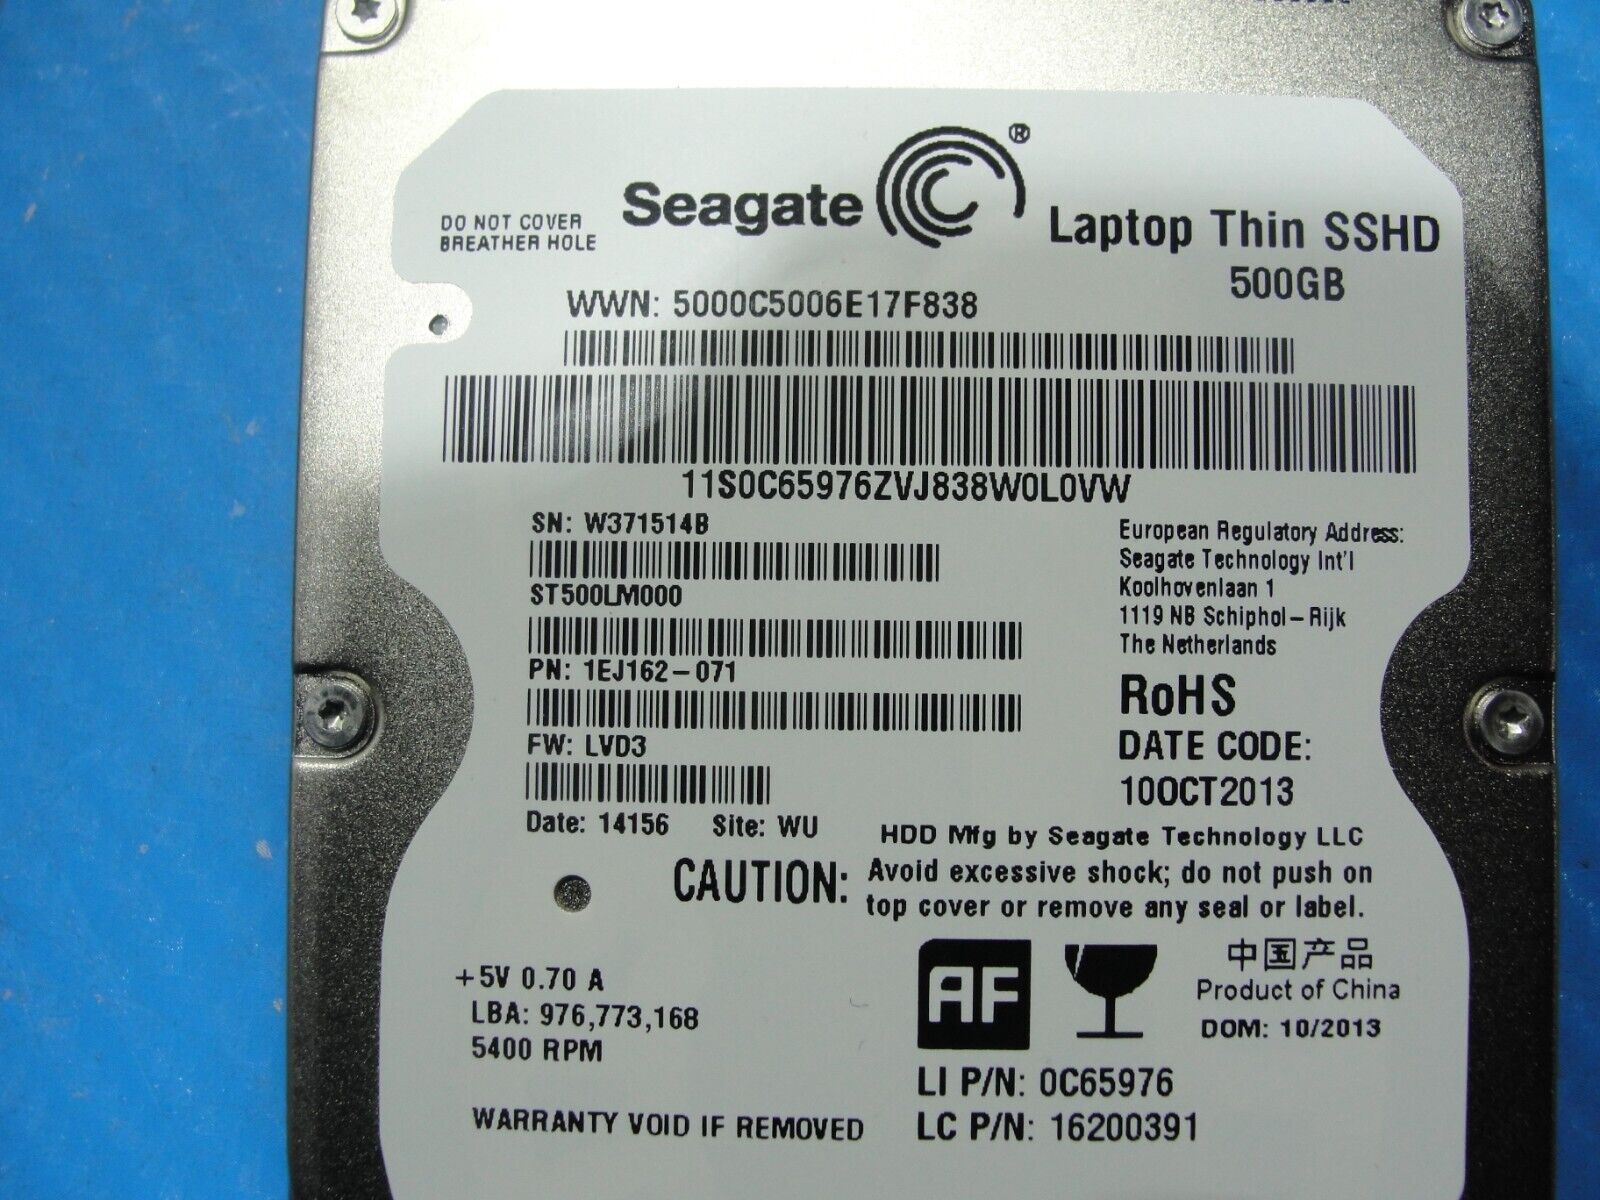 DO NOT COVER
BREATHER HOLE
Seagate ®
Laptop Thin SSHD
500GB
WWN: 5000C5006E17F838
11S0C65976ZVJ838W0L0VW
SN: W371514B
ST500LM000
PN: 1EJ162-071
FW: LVD3
Date: 14156 Site: WU
European Regulatory Address:
Seagate Technology Int'l
Koolhovenlaan 1
1119 NB Schiphol-Rijk
The Netherlands
RoHS
DATE CODE:
10OCT2013
HDD Mfg by Seagate Technology LLC
CAUTION: Avoid excessive shock; do not push on
top cover or remove any seal or label.
+5V 0.70 A
LBA: 976,773,168
5400 RPM
WARRANTY VOID IF REMOVED
AF
中国产品
Product of China
DOM: 10/2013
LI P/N: 0C65976
LC P/N: 16200391